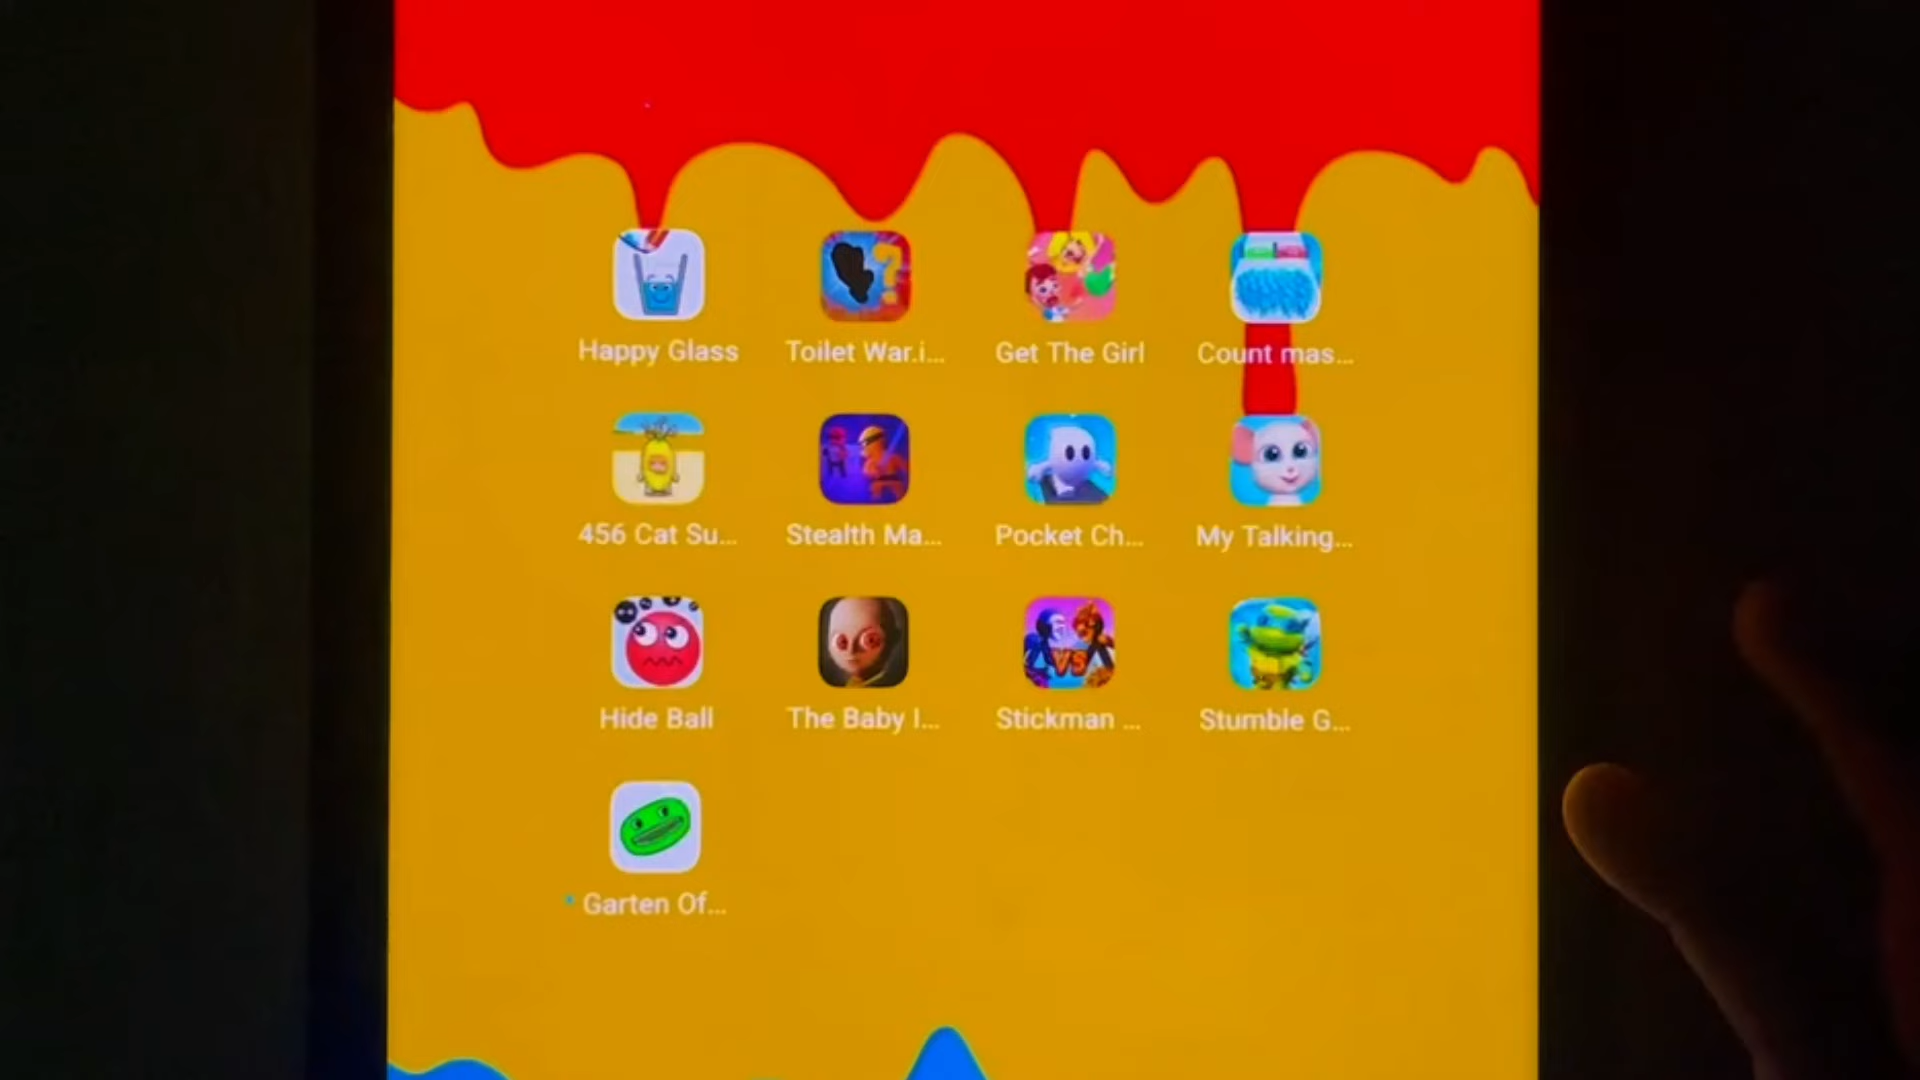 Happy Glass
Toilet War.i...
Get The Girl
Count mas...
456 Cat Su...
Stealth Ma...
Pocket Ch...
My Talking...
VS
Hide Ball
The Baby I...
Stickman ...
Stumble G...
Garten Of...